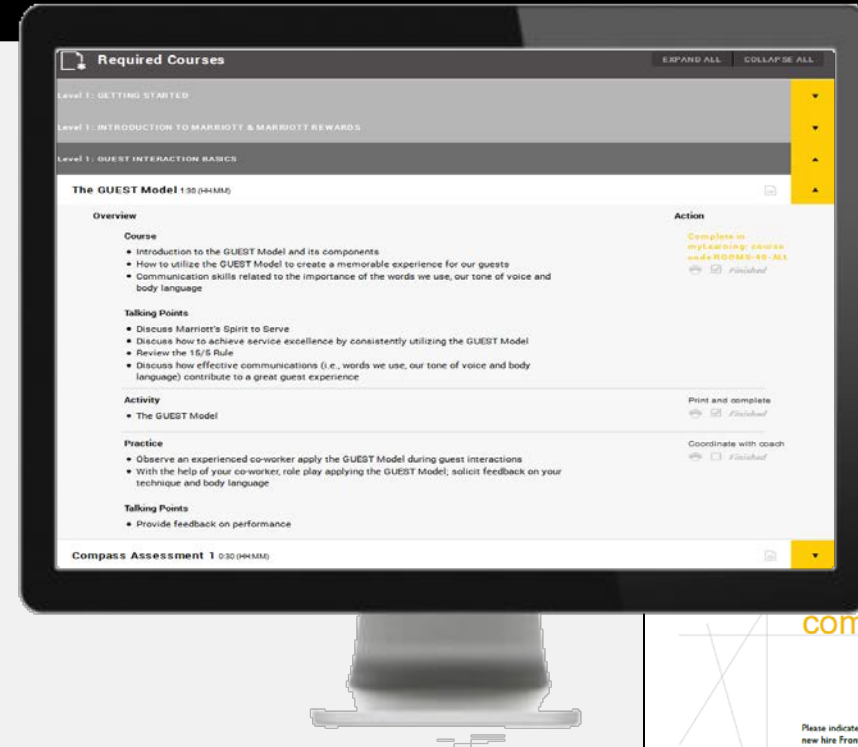 Required Courses
EXPAND ALL
COLLAPSE ALL
Level 1: GETTING STARTED
Level 1: INTRODUCTION TO MARRIOTT & MARRIOTT REWARDS
Level 1: GUEST INTERACTION BASICS
The GUEST Model 1:30 (HH:MM)
Overview
Action
Course
• Introduction to the GUEST Model and its components
• How to utilize the GUEST Model to create a memorable experience for our guests
• Communication skills related to the importance of the words we use, our tone of voice and
body language
Complete in
myLearning: course
code ROOMS-40-ALL
Finished
Talking Points
• Discuss Marriott's Spirit to Serve
• Discuss how to achieve service excellence by consistently utilizing the GUEST Model
• Review the 15/5 Rule
• Discuss how effective communications (i.e., words we use, our tone of voice and body
language) contribute to a great guest experience
Activity
Print and complete
• The GUEST Model
Finished
Practice
Coordinate with coach
• Observe an experienced co-worker apply the GUEST Model during guest interactions
Finished
• With the help of your co-worker, role play applying the GUEST Model; solicit feedback on your
technique and body language
Talking Points
• Provide feedback on performance
Compass Assessment 1 0:30 (HH:MM)
com
Please indicate
new hire Fron